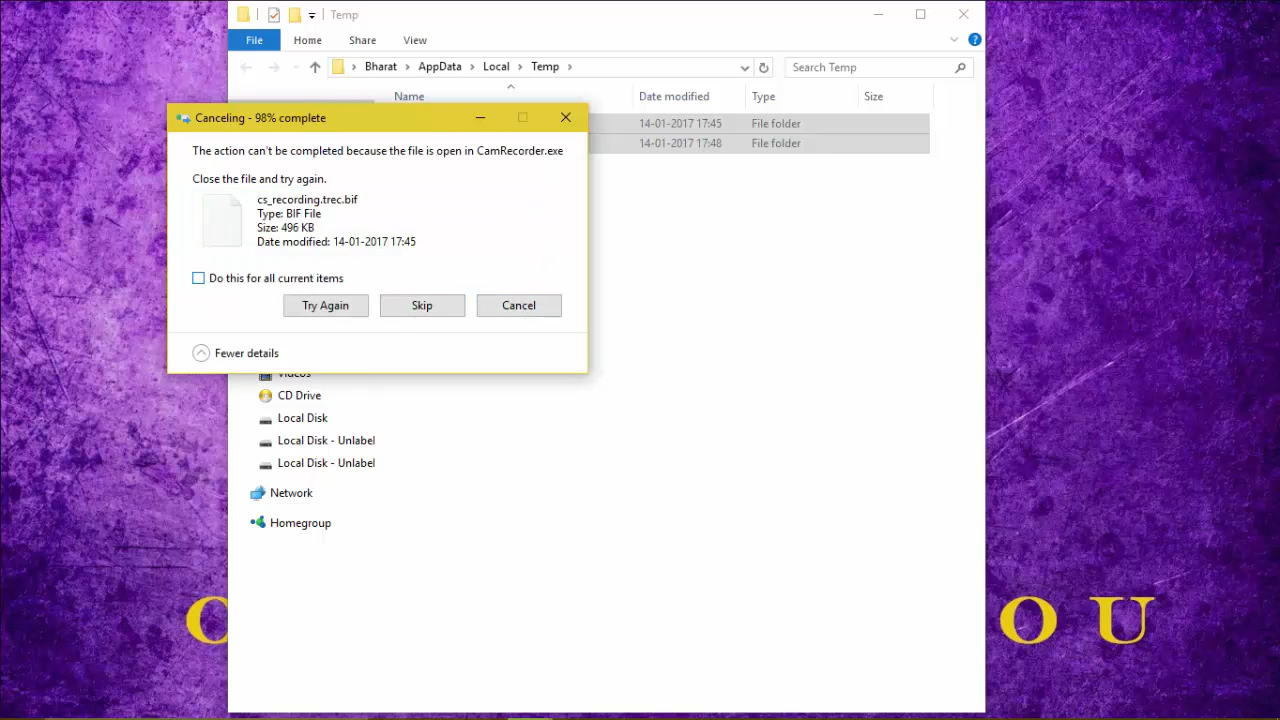 Temp
File Home Share View
Bharat AppData Local Temp
Search Temp
Name Date modified Type Size
14-01-2017 17:45 File folder
14-01-2017 17:48 File folder
Canceling - 98% complete
The action can't be completed because the file is open in CamRecorder.exe
Close the file and try again.
cs_recording.trec.bif
Type: BIF File
Size: 496 KB
Date modified: 14-01-2017 17:45
Do this for all current items
Try Again Skip Cancel
Fewer details
Videos
CD Drive
Local Disk
Local Disk - Unlabel
Local Disk - Unlabel
Network
Homegroup
O U